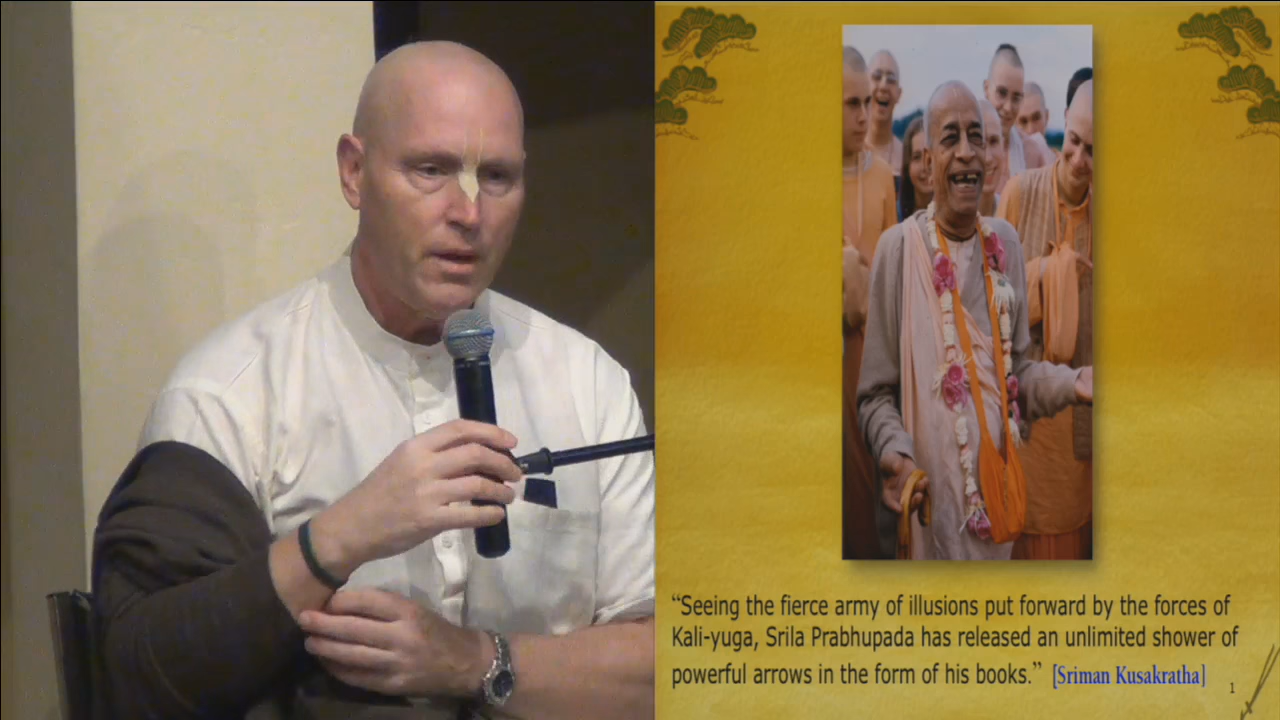 “Seeing the fierce army of illusions put forward by the forces of
Kali-yuga, Srila Prabhupada has released an unlimited shower of
powerful arrows in the form of his books.” [Sriman Kusakratha]
1